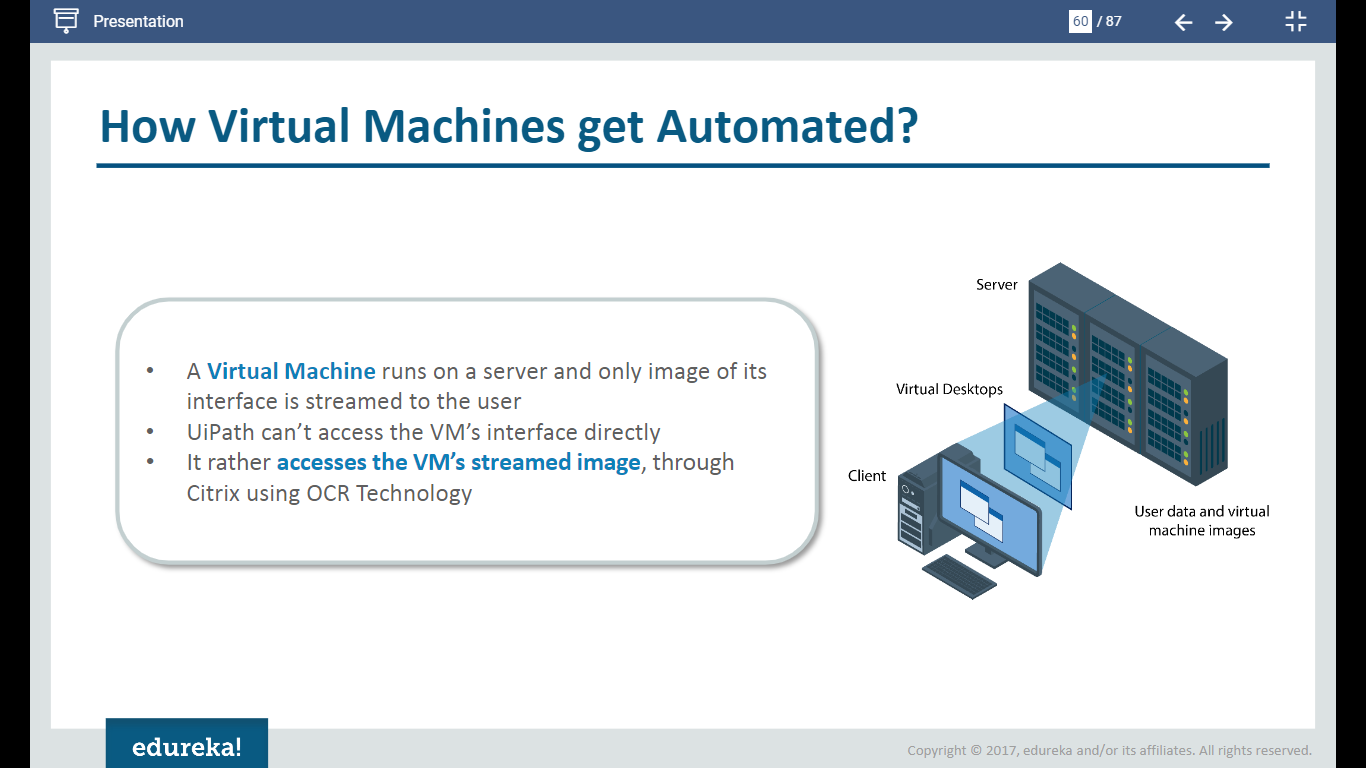 Presentation
60 / 87
How Virtual Machines get Automated?
• A Virtual Machine runs on a server and only image of its
interface is streamed to the user
• UiPath can’t access the VM’s interface directly
• It rather accesses the VM’s streamed image, through
Citrix using OCR Technology
Server
Virtual Desktops
Client
User data and virtual
machine images
edureka!
Copyright © 2017, edureka and/or its affiliates. All rights reserved.